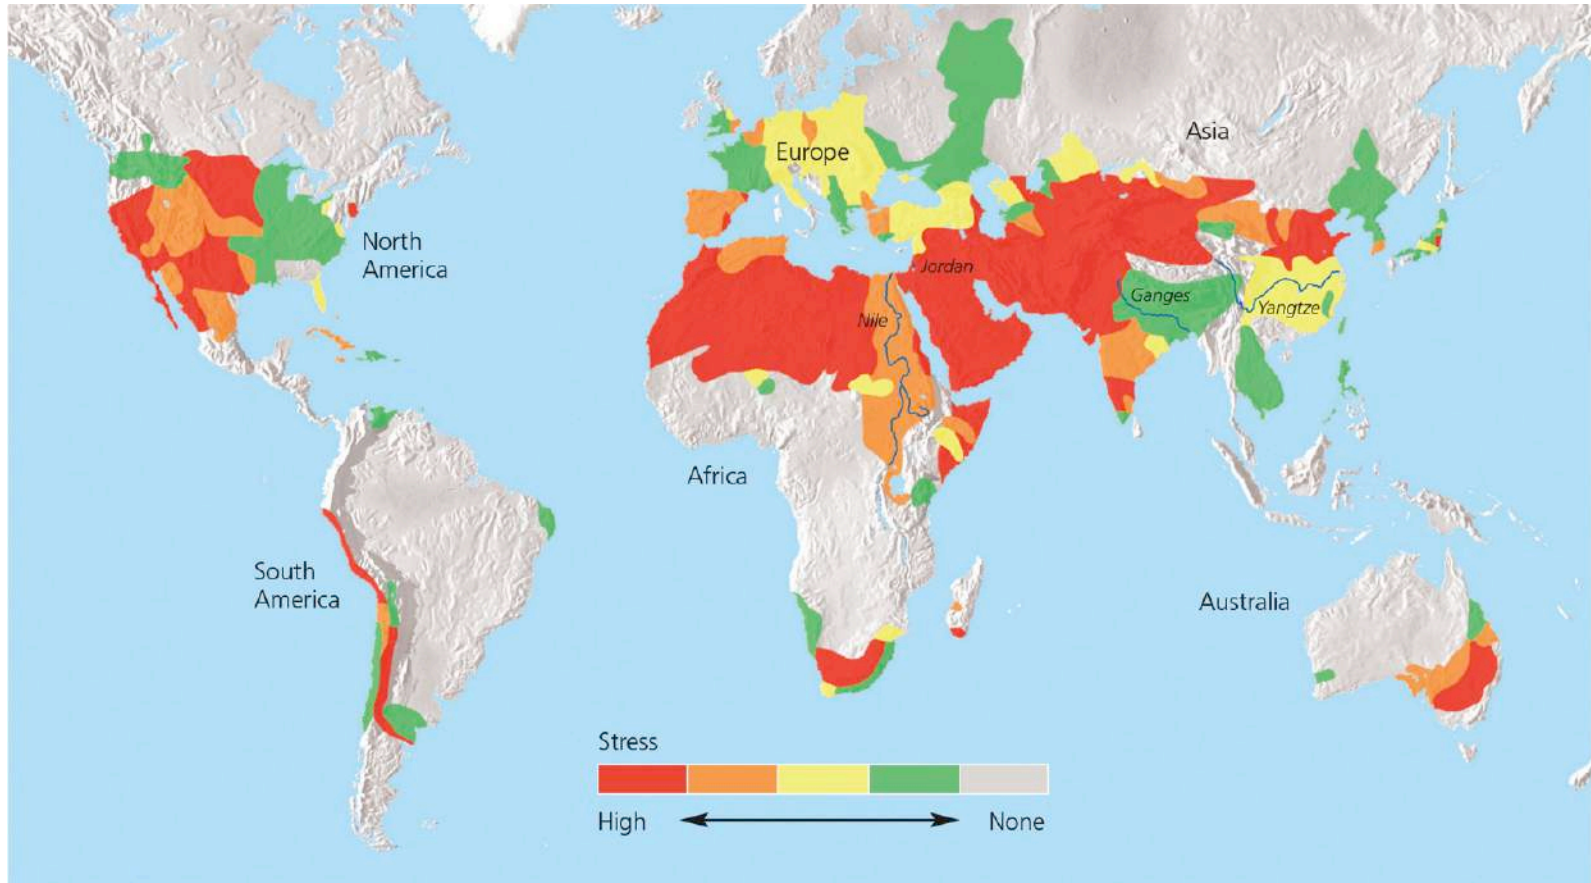 Asia
Europe
North
America
Jordan
Ganges
Nile
Yangtze
Africa
South
America
Australia
Stress
High
None